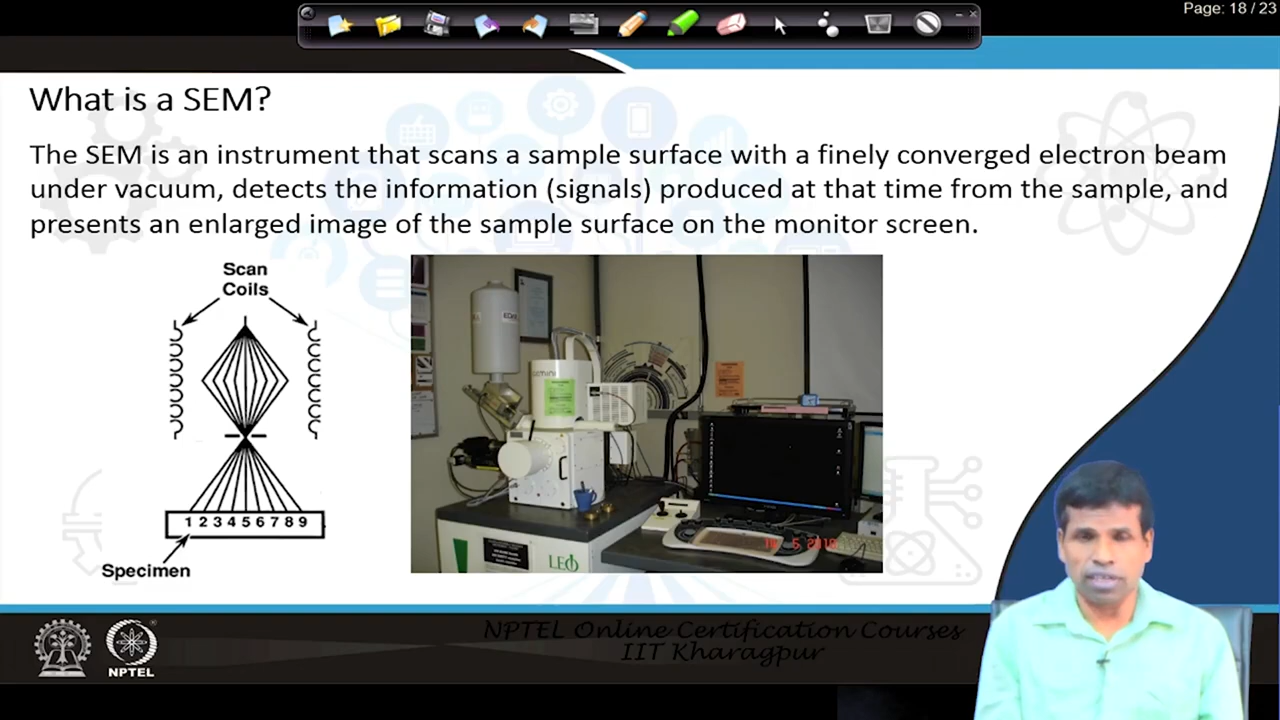 Page: 18 / 23
What is a SEM?
The SEM is an instrument that scans a sample surface with a finely converged electron beam
under vacuum, detects the information (signals) produced at that time from the sample, and
presents an enlarged image of the sample surface on the monitor screen.
Scan
Coils
1 2 3 4 5 6 7 8 9
Specimen
LEO
NPTEL Online Certification Courses
IIT Kharagpur
NPTEL